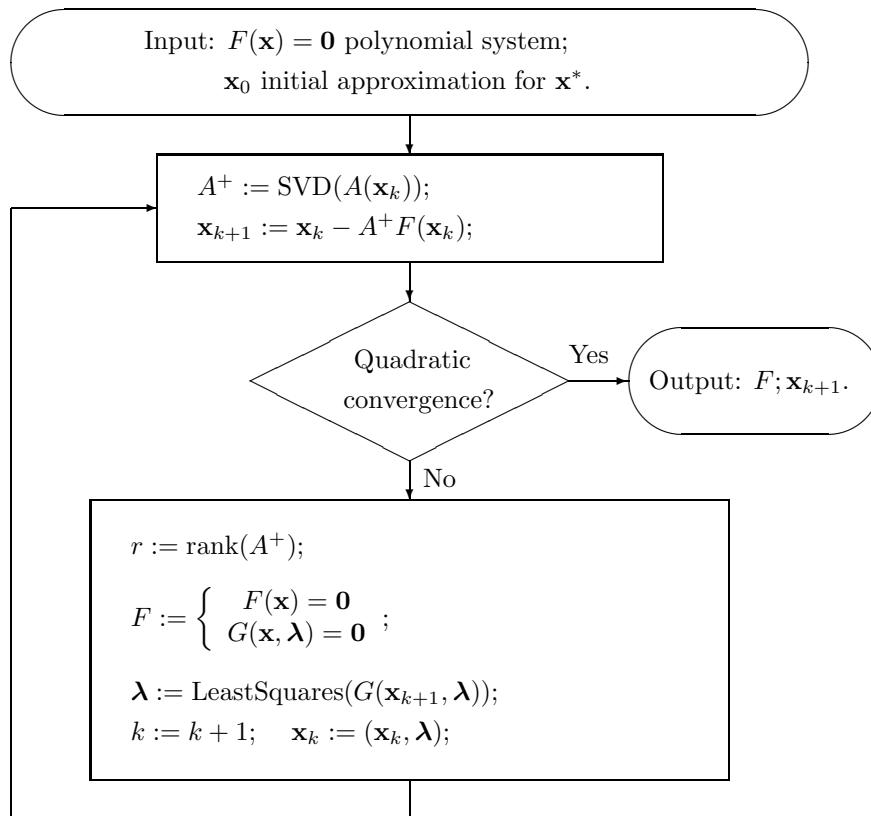 Input: F(𝐱) = 𝟎 polynomial system;
𝐱₀ initial approximation for 𝐱*.
A⁺ := SVD(A(𝐱ₖ));
𝐱ₖ₊₁ := 𝐱ₖ − A⁺F(𝐱ₖ);
Quadratic
convergence?
Yes
Output: F; 𝐱ₖ₊₁.
No
r := rank(A⁺);
F := { F(𝐱) = 𝟎
G(𝐱, 𝛌) = 𝟎 ;
𝛌 := LeastSquares(G(𝐱ₖ₊₁, 𝛌));
k := k + 1; 𝐱ₖ := (𝐱ₖ, 𝛌);